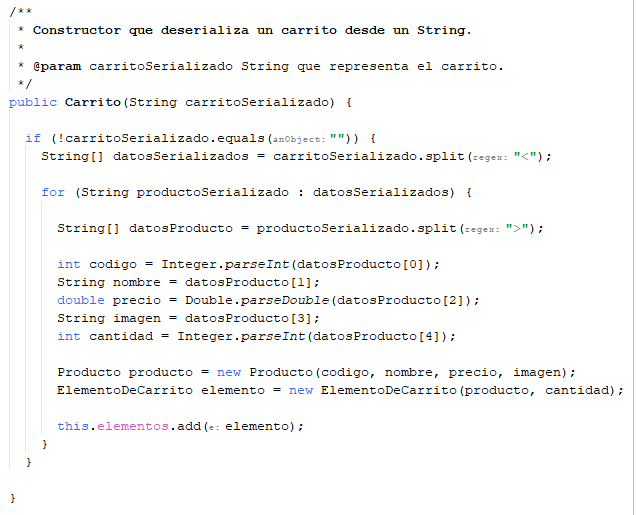 /**
 * Constructor que deserializa un carrito desde un String.
 *
 * @param carritoSerializado String que representa el carrito.
 */
public Carrito(String carritoSerializado) {
if (!carritoSerializado.equals(anObject: "")) {
String[] datosSerializados = carritoSerializado.split(regex: "<");
for (String productoSerializado : datosSerializados) {
String[] datosProducto = productoSerializado.split(regex: ">");
int codigo = Integer.parseInt(datosProducto[0]);
String nombre = datosProducto[1];
double precio = Double.parseDouble(datosProducto[2]);
String imagen = datosProducto[3];
int cantidad = Integer.parseInt(datosProducto[4]);
Producto producto = new Producto(codigo, nombre, precio, imagen);
ElementoDeCarrito elemento = new ElementoDeCarrito(producto, cantidad);
this.elementos.add(e: elemento);
}
}
}